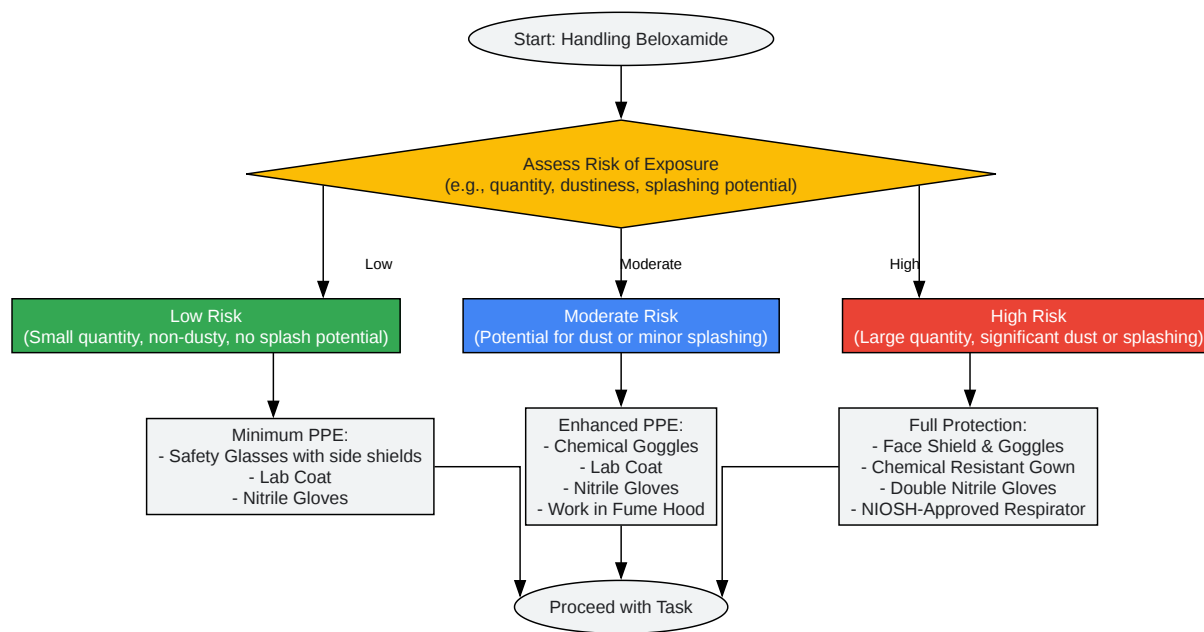 Start: Handling Beloxamide
Assess Risk of Exposure
(e.g., quantity, dustiness, splashing potential)
Low
Moderate
High
Low Risk
(Small quantity, non-dusty, no splash potential)
Moderate Risk
(Potential for dust or minor splashing)
High Risk
(Large quantity, significant dust or splashing)
Minimum PPE:
- Safety Glasses with side shields
- Lab Coat
- Nitrile Gloves
Enhanced PPE:
- Chemical Goggles
- Lab Coat
- Nitrile Gloves
- Work in Fume Hood
Full Protection:
- Face Shield & Goggles
- Chemical Resistant Gown
- Double Nitrile Gloves
- NIOSH-Approved Respirator
Proceed with Task